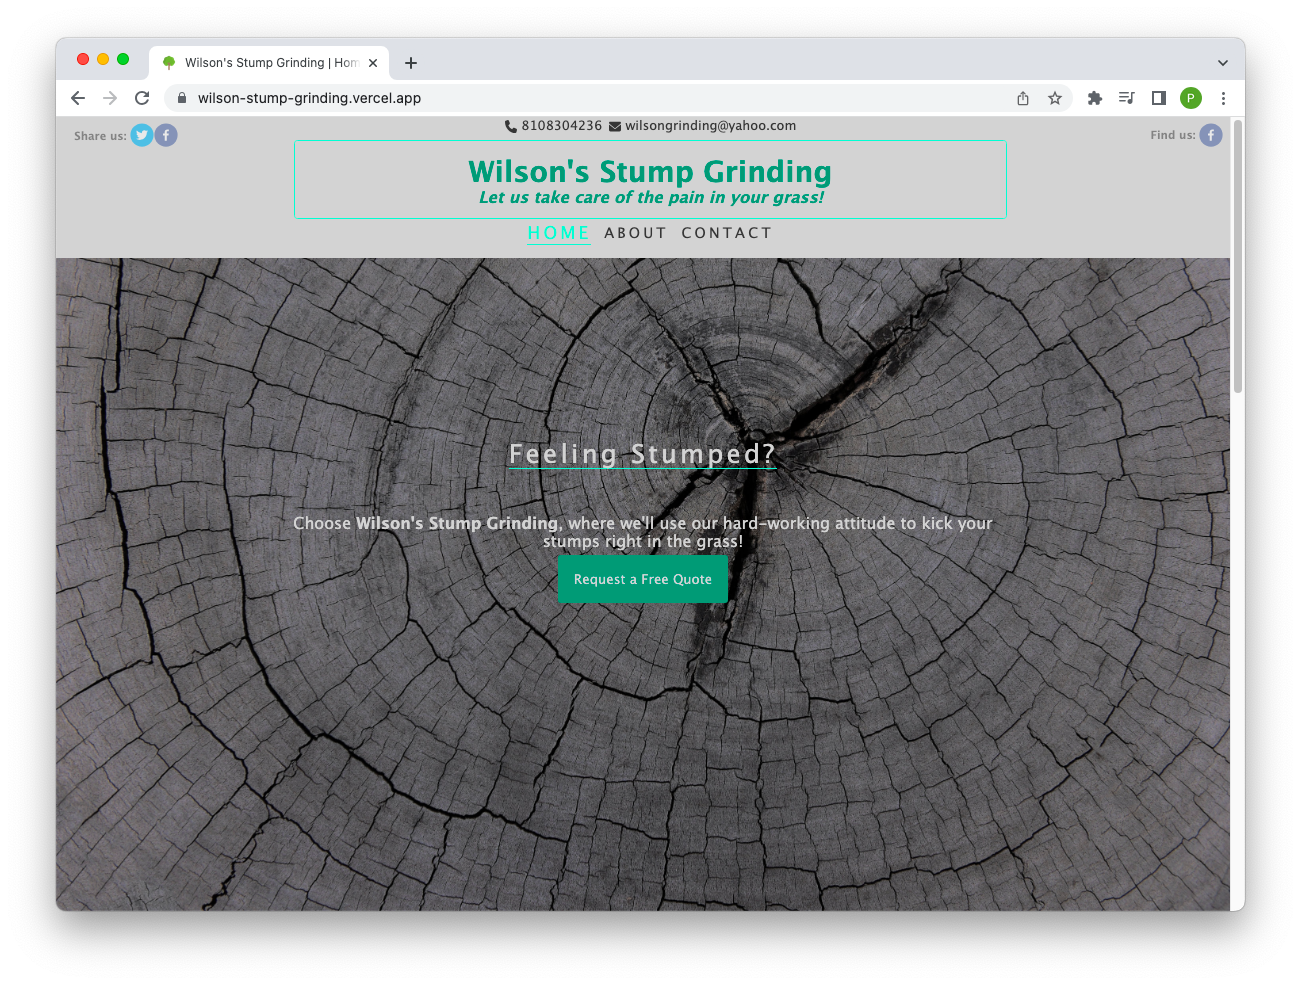 Wilson's Stump Grinding | Hom
wilson-stump-grinding.vercel.app
P
Share us:
8108304236 wilsongrinding@yahoo.com
Find us:
Wilson's Stump Grinding
Let us take care of the pain in your grass!
HOME ABOUT CONTACT
Feeling Stumped?
Choose Wilson's Stump Grinding, where we'll use our hard-working attitude to kick your
stumps right in the grass!
Request a Free Quote